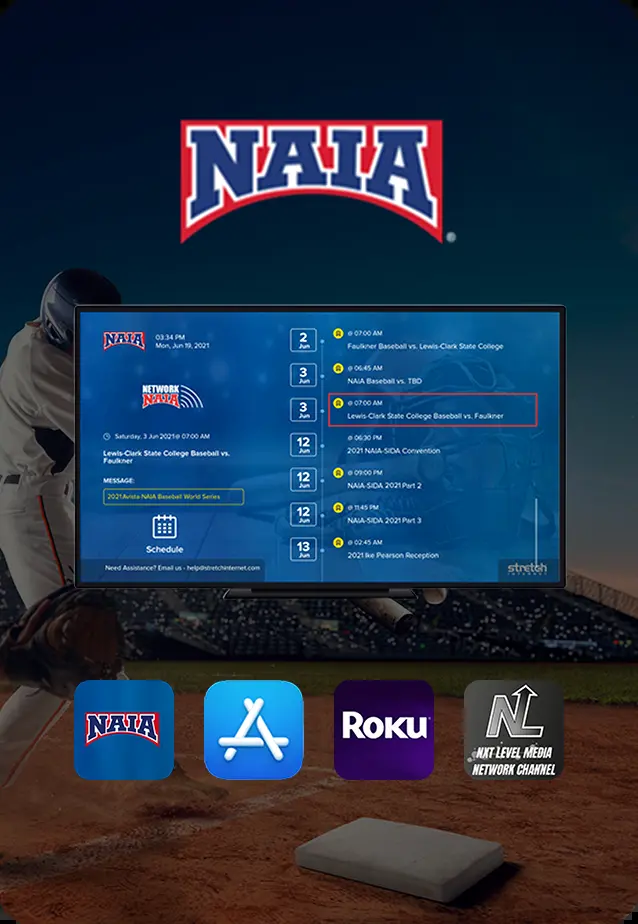 NAIA
NAIA
03:34 PM
Mon, Jun 19, 2021
NETWORK
NAIA
Saturday, 3 Jun 2021@ 07:00 AM
Lewis-Clark State College Baseball vs.
Faulkner
MESSAGE:
2021 Avista NAIA Baseball World Series
Schedule
Need Assistance? Email us - help@stretchinternet.com
2
Jun
@ 07:00 AM
Faulkner Baseball vs. Lewis-Clark State College
3
Jun
@ 06:45 AM
NAIA Baseball vs. TBD
3
Jun
@ 07:00 AM
Lewis-Clark State College Baseball vs. Faulkner
12
Jun
@ 06:30 PM
2021 NAIA-SIDA Convention
12
Jun
@ 09:00 PM
NAIA-SIDA 2021 Part 2
12
Jun
@ 11:45 PM
NAIA-SIDA 2021 Part 3
13
Jun
@ 02:45 AM
2021 Ike Pearson Reception
stretch
INTERNET
NAIA
ROKU
NL
NXT LEVEL MEDIA
NETWORK CHANNEL